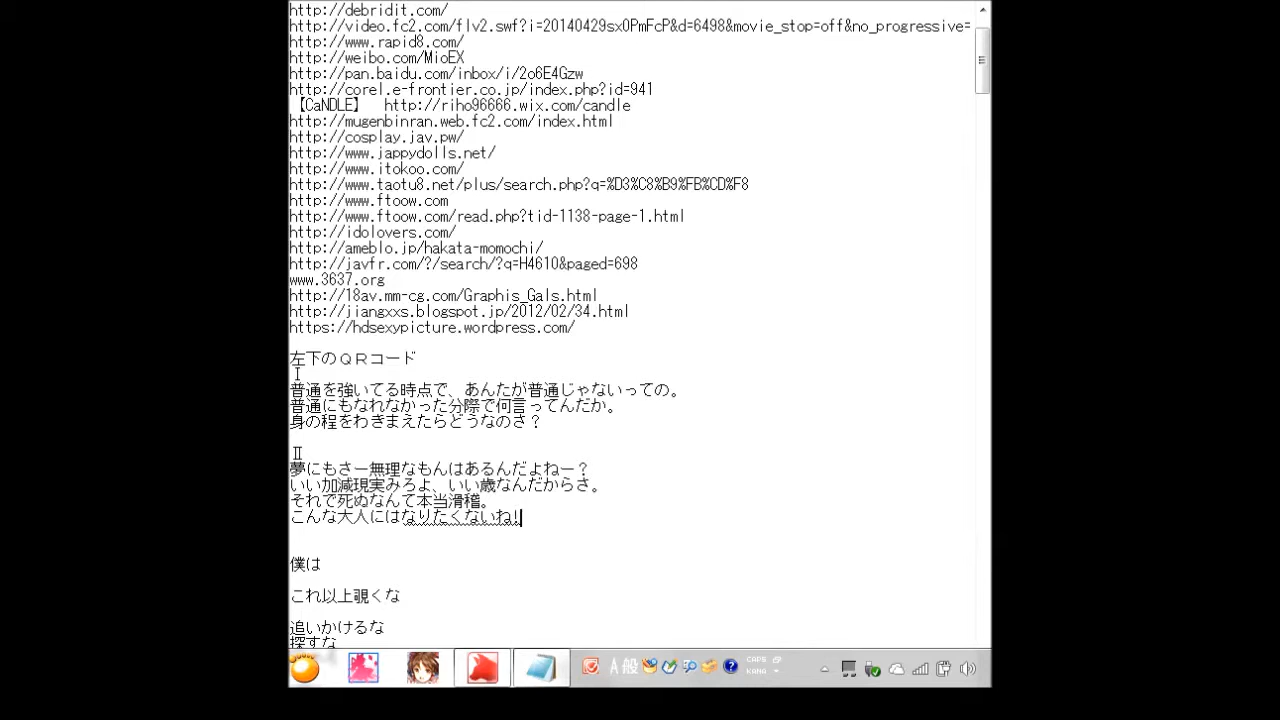 http://debridit.com/
http://video.fc2.com/flv2.swf?i=20140429sx0PmFcP&d=6498&movie_stop=off&no_progressive=
http://www.rapid8.com/
http://weibo.com/MioEX
http://pan.baidu.com/inbox/i/2o6E4Gzw
http://corel.e-frontier.co.jp/index.php?id=941
【CaNDLE】　http://riho96666.wix.com/candle
http://mugenbinran.web.fc2.com/index.html
http://cosplay.jav.pw/
http://www.jappydolls.net/
http://www.itokoo.com/
http://www.taotu8.net/plus/search.php?q=%D3%C8%B9%FB%CD%F8
http://www.ftoow.com
http://www.ftoow.com/read.php?tid-1138-page-1.html
http://idolovers.com/
http://ameblo.jp/hakata-momochi/
http://javfr.com/?/search/?q=H4610&paged=698
www.3637.org
http://18av.mm-cg.com/Graphis_Gals.html
http://jiangxxs.blogspot.jp/2012/02/34.html
https://hdsexypicture.wordpress.com/
左下のＱＲコード
Ⅰ
普通を強いてる時点で、あんたが普通じゃないっての。
普通にもなれなかった分際で何言ってんだか。
身の程をわきまえたらどうなのさ？
Ⅱ
夢にもさー無理なもんはあるんだよねー？
いい加減現実みろよ、いい歳なんだからさ。
それで死ぬなんて本当滑稽。
こんな大人にはなりたくないね!
僕は
これ以上覗くな
追いかけるな
探すな
A 般
CAPS
KANA